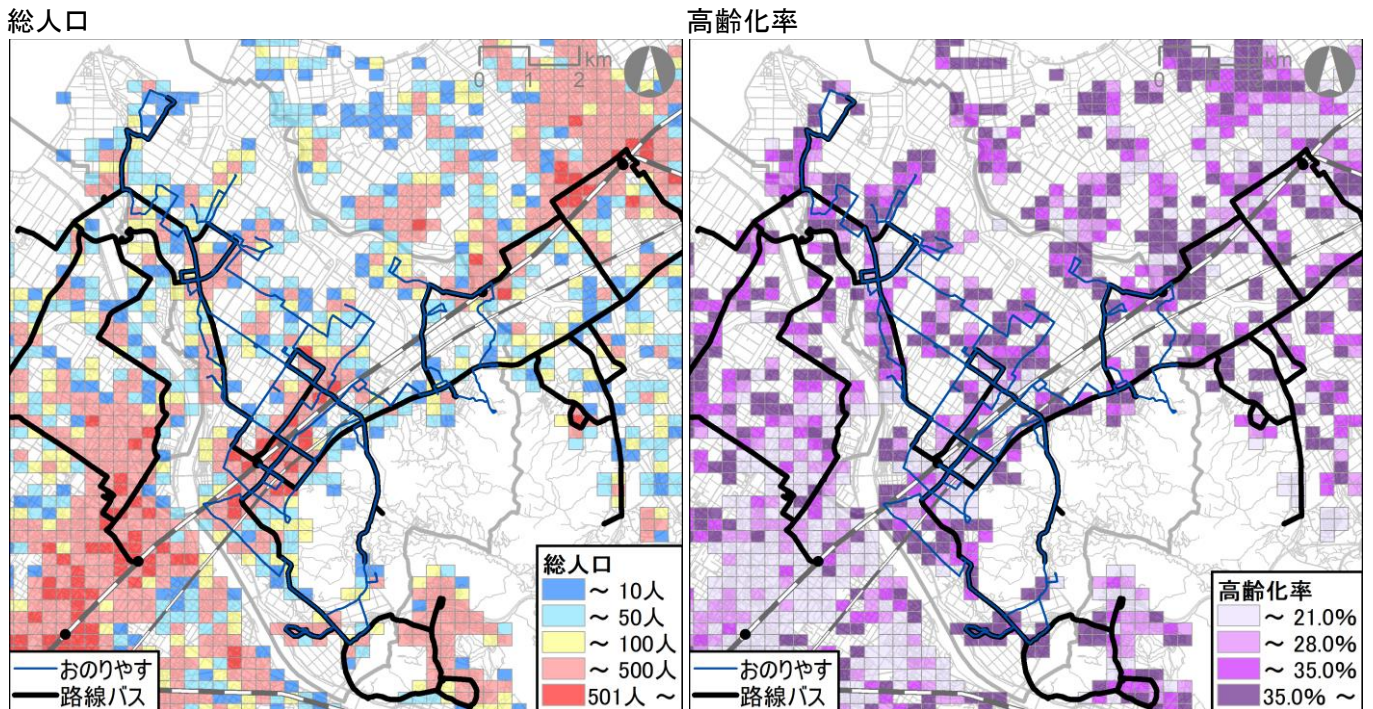 総人口
km
0 1 2
総人口
～ 10人
～ 50人
～ 100人
～ 500人
501人 ～
おのりやす
路線バス
高齢化率
km
0 1 2
高齢化率
～ 21.0%
～ 28.0%
～ 35.0%
35.0% ～
おのりやす
路線バス